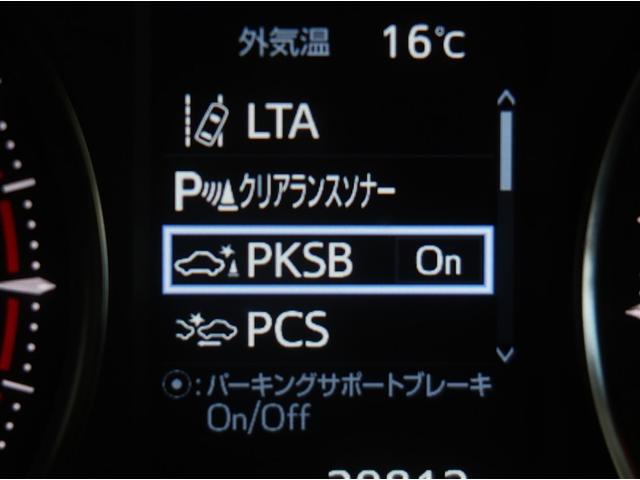 外気温 16℃
LTA
P クリアランスソナー
PKSB On
PCS
: パーキングサポートブレーキ
On/Off